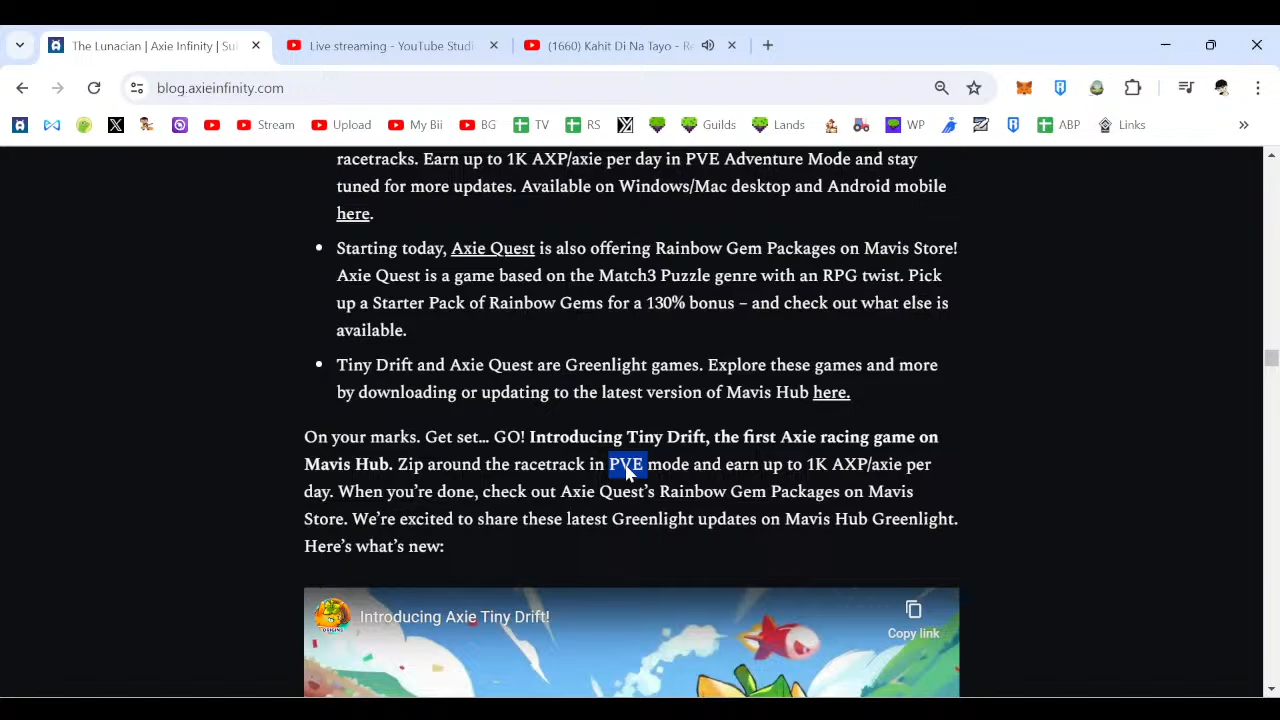 The Lunacian | Axie Infinity | Su
Live streaming - YouTube Studi
(1660) Kahit Di Na Tayo - Re
blog.axieinfinity.com
Stream
Upload
My Bii
BG
TV
RS
Guilds
Lands
WP
ABP
Links
racetracks. Earn up to 1K AXP/axie per day in PVE Adventure Mode and stay
tuned for more updates. Available on Windows/Mac desktop and Android mobile
here.
• Starting today, Axie Quest is also offering Rainbow Gem Packages on Mavis Store!
Axie Quest is a game based on the Match3 Puzzle genre with an RPG twist. Pick
up a Starter Pack of Rainbow Gems for a 130% bonus – and check out what else is
available.
• Tiny Drift and Axie Quest are Greenlight games. Explore these games and more
by downloading or updating to the latest version of Mavis Hub here.
On your marks. Get set… GO! Introducing Tiny Drift, the first Axie racing game on
Mavis Hub. Zip around the racetrack in PVE mode and earn up to 1K AXP/axie per
day. When you’re done, check out Axie Quest’s Rainbow Gem Packages on Mavis
Store. We’re excited to share these latest Greenlight updates on Mavis Hub Greenlight.
Here’s what’s new:
Introducing Axie Tiny Drift!
Copy link